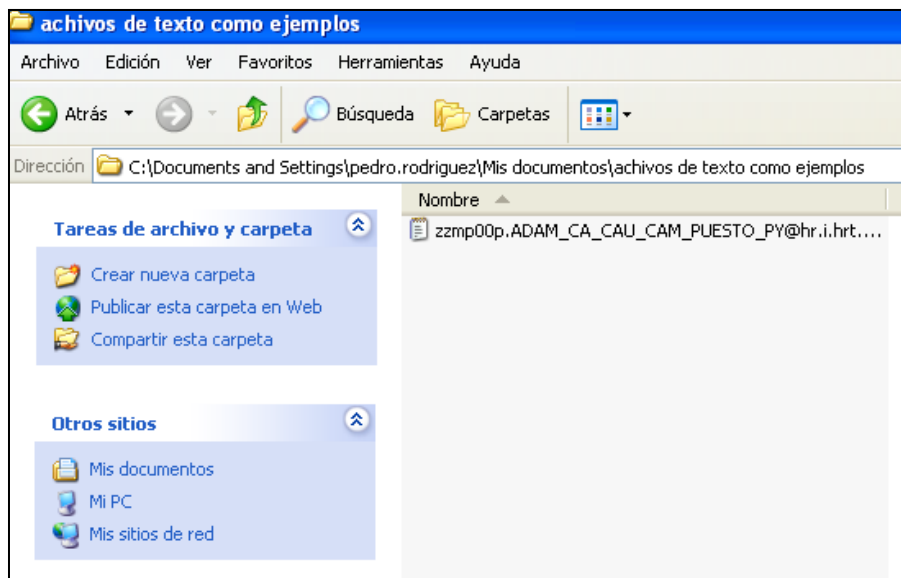 achivos de texto como ejemplos
Archivo Edición Ver Favoritos Herramientas Ayuda
Atrás Búsqueda Carpetas
Dirección C:\Documents and Settings\pedro.rodriguez\Mis documentos\achivos de texto como ejemplos
Nombre
Tareas de archivo y carpeta
zzmp00p.ADAM_CA_CAU_CAM_PUESTO_PY@hr.i.hrt....
Crear nueva carpeta
Publicar esta carpeta en Web
Compartir esta carpeta
Otros sitios
Mis documentos
Mi PC
Mis sitios de red